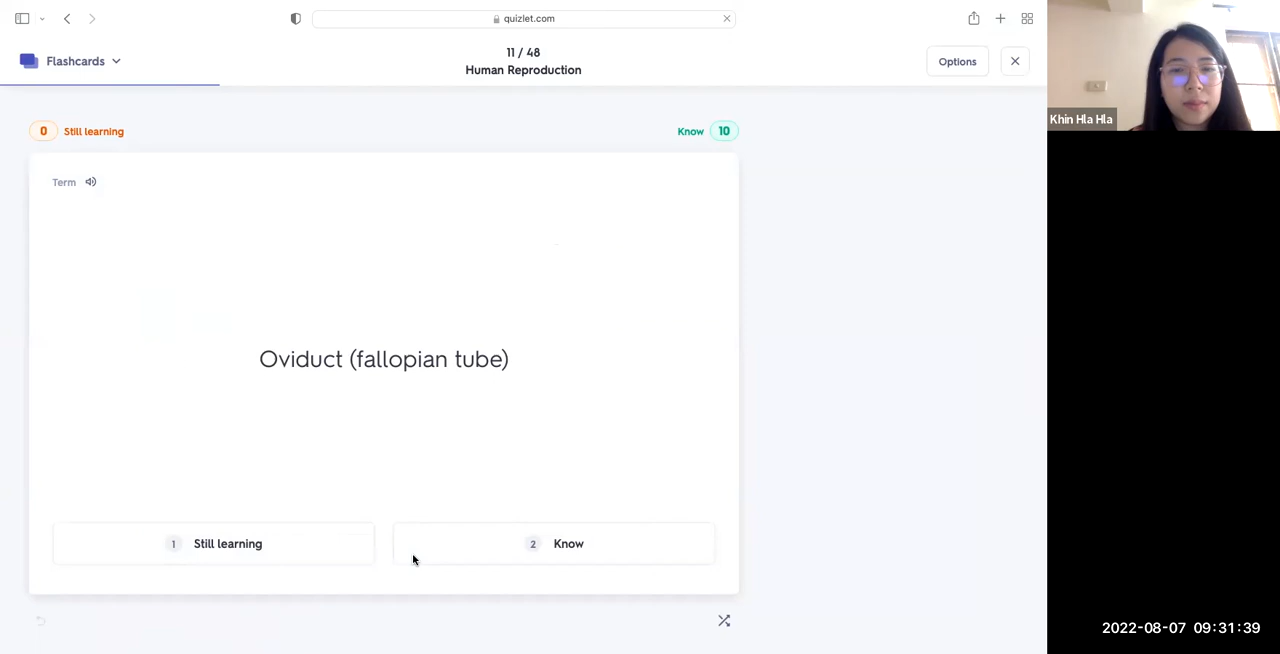 quizlet.com
Flashcards
11 / 48
Human Reproduction
Options
0 Still learning
Know 10
Term
Oviduct (fallopian tube)
1 Still learning
2 Know
Khin Hla Hla
2022-08-07 09:31:39